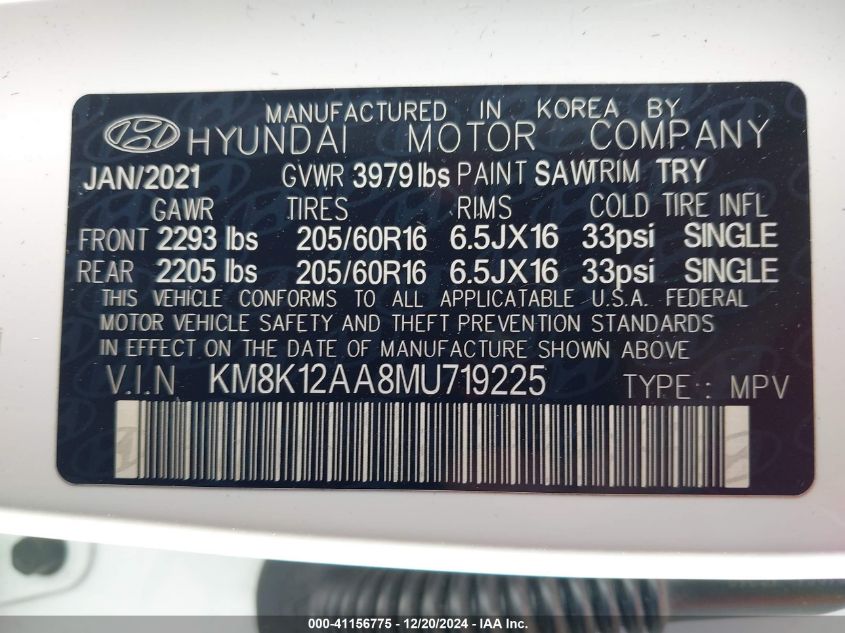 MANUFACTURED IN KOREA BY
HYUNDAI MOTOR COMPANY
JAN/2021 GVWR 3979 lbs PAINT SAW TRIM TRY
GAWR TIRES RIMS COLD TIRE INFL
FRONT 2293 lbs 205/60R16 6.5JX16 33psi SINGLE
REAR 2205 lbs 205/60R16 6.5JX16 33psi SINGLE
THIS VEHICLE CONFORMS TO ALL APPLICATABLE U.S.A. FEDERAL
MOTOR VEHICLE SAFETY AND THEFT PREVENTION STANDARDS
IN EFFECT ON THE DATE OF MANUFACTURE SHOWN ABOVE.
V.I.N KM8K12AA8MU719225 TYPE : MPV
000-41156775 - 12/20/2024 - IAA Inc.